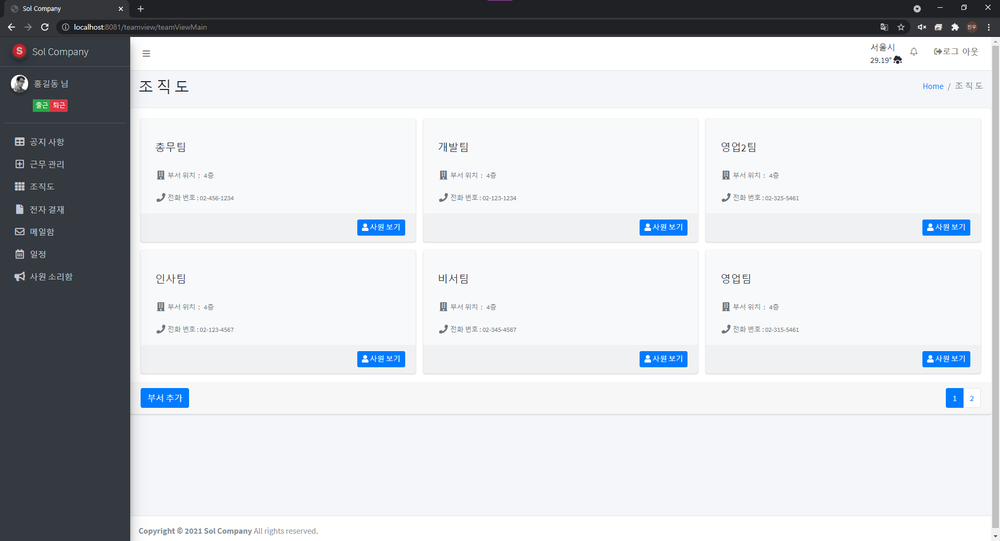 Sol Company
localhost:8081/teamview/teamViewMain
진우
S Sol Company
서울시
29.19°
로그 아웃
홍길동 님
출근 퇴근
공지 사항
근무 관리
조직도
전자 결재
메일함
일정
사원 소리함
조 직 도
Home / 조 직 도
총무팀
부서 위치 : 4층
전화 번호 : 02-456-1234
사원 보기
개발팀
부서 위치 : 4층
전화 번호 : 02-123-1234
사원 보기
영업2팀
부서 위치 : 4층
전화 번호 : 02-325-5461
사원 보기
인사팀
부서 위치 : 4층
전화 번호 : 02-123-4567
사원 보기
비서팀
부서 위치 : 4층
전화 번호 : 02-345-4567
사원 보기
영업팀
부서 위치 : 4층
전화 번호 : 02-315-5461
사원 보기
부서 추가
1 2
Copyright © 2021 Sol Company All rights reserved.